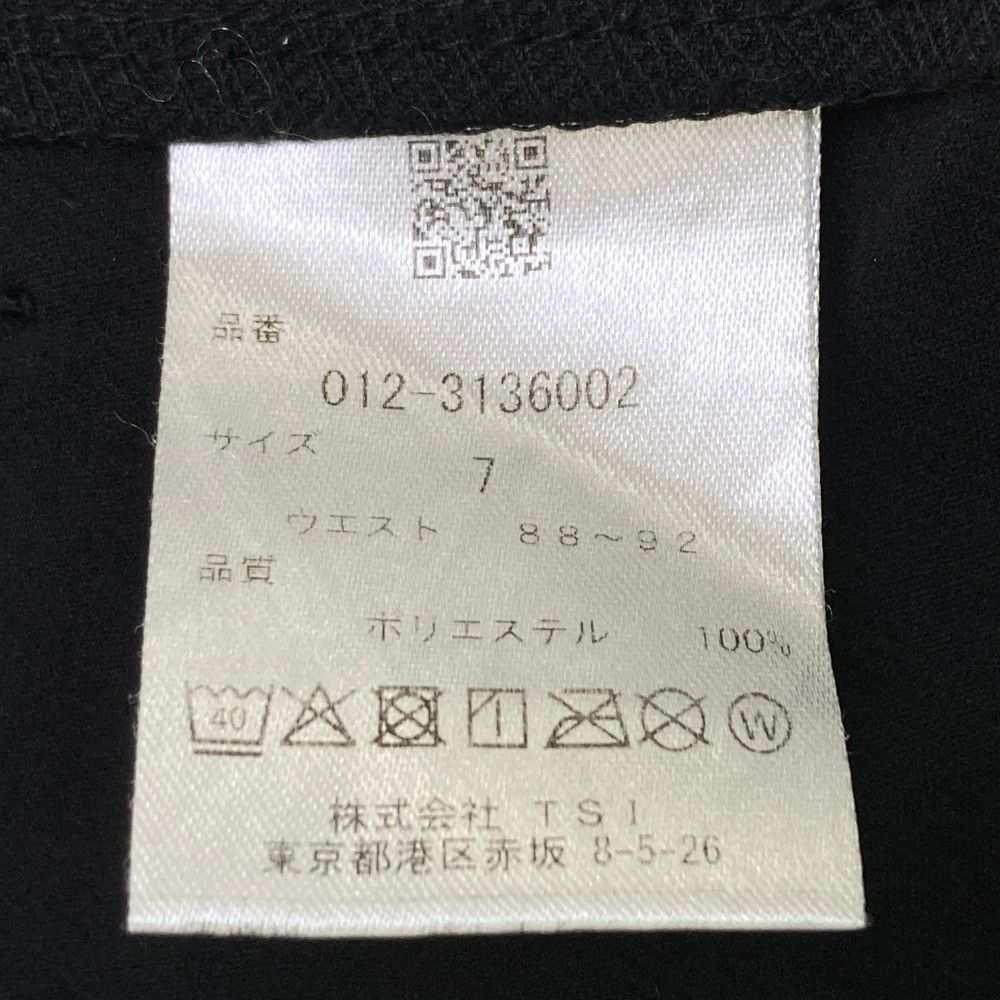 品番
012-3136002
サイズ
7
ウエスト 88～92
品質
ポリエステル 100%
40
W
株式会社 TSI
東京都港区赤坂 8-5-26